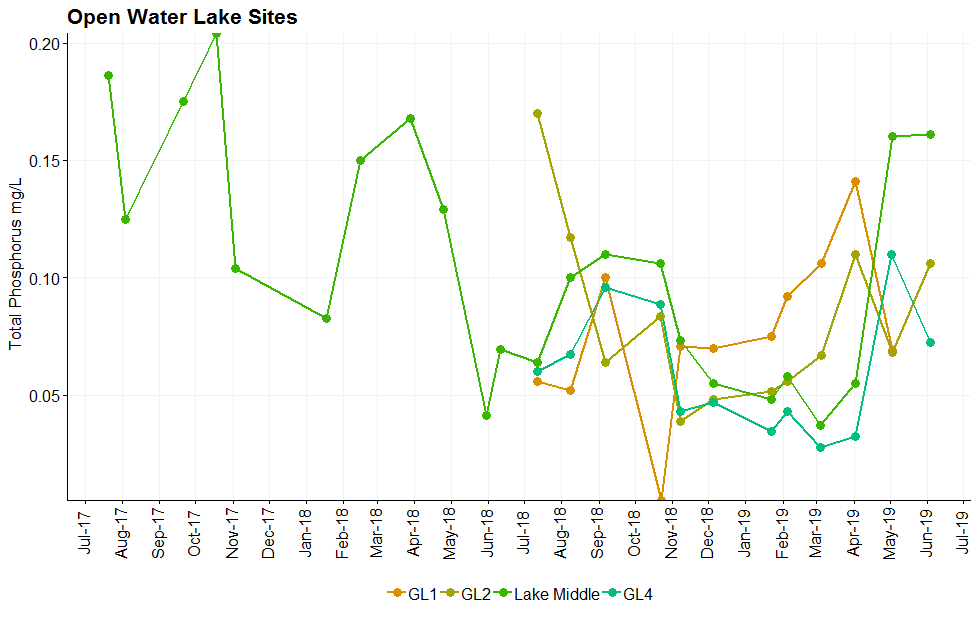 Open Water Lake Sites
Total Phosphorus mg/L
0.20
0.15
0.10
0.05
Jul-17 Aug-17 Sep-17 Oct-17 Nov-17 Dec-17 Jan-18 Feb-18 Mar-18 Apr-18 May-18 Jun-18 Jul-18 Aug-18 Sep-18 Oct-18 Nov-18 Dec-18 Jan-19 Feb-19 Mar-19 Apr-19 May-19 Jun-19 Jul-19
GL1 GL2 Lake Middle GL4